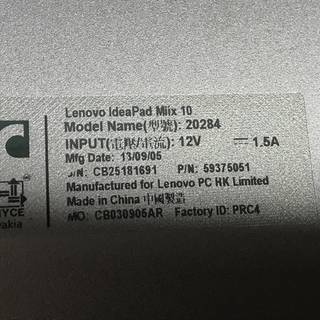 Lenovo IdeaPad Miix 10
Model Name(型號): 20284
INPUT(電壓/電流): 12V ⎓ 1.5A
Mfg Date: 13/09/05
S/N: CB25181691 P/N: 59375051
Manufactured for Lenovo PC HK Limited
Made in China 中國製造
MO: CB030905AR Factory ID: PRC4